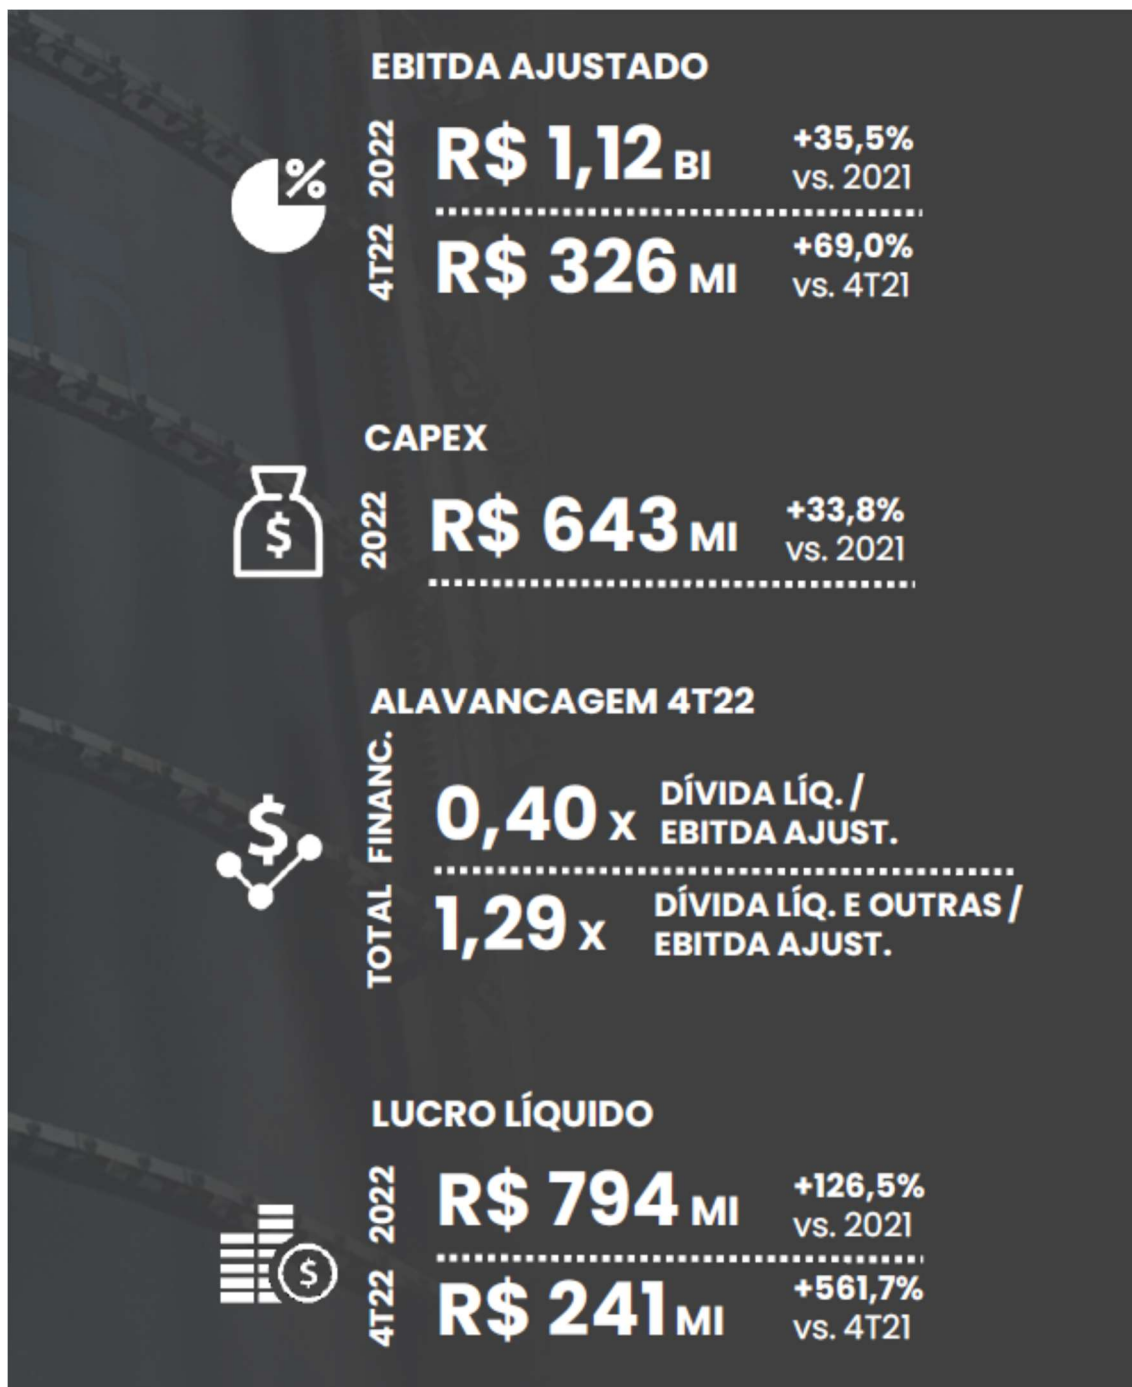 EBITDA AJUSTADO
2022
R$ 1,12 BI
+35,5%
vs. 2021
4T22
R$ 326 MI
+69,0%
vs. 4T21
CAPEX
2022
R$ 643 MI
+33,8%
vs. 2021
ALAVANCAGEM 4T22
FINANC.
0,40 x
DÍVIDA LÍQ. /
EBITDA AJUST.
TOTAL
1,29 x
DÍVIDA LÍQ. E OUTRAS /
EBITDA AJUST.
LUCRO LÍQUIDO
2022
R$ 794 MI
+126,5%
vs. 2021
4T22
R$ 241 MI
+561,7%
vs. 4T21